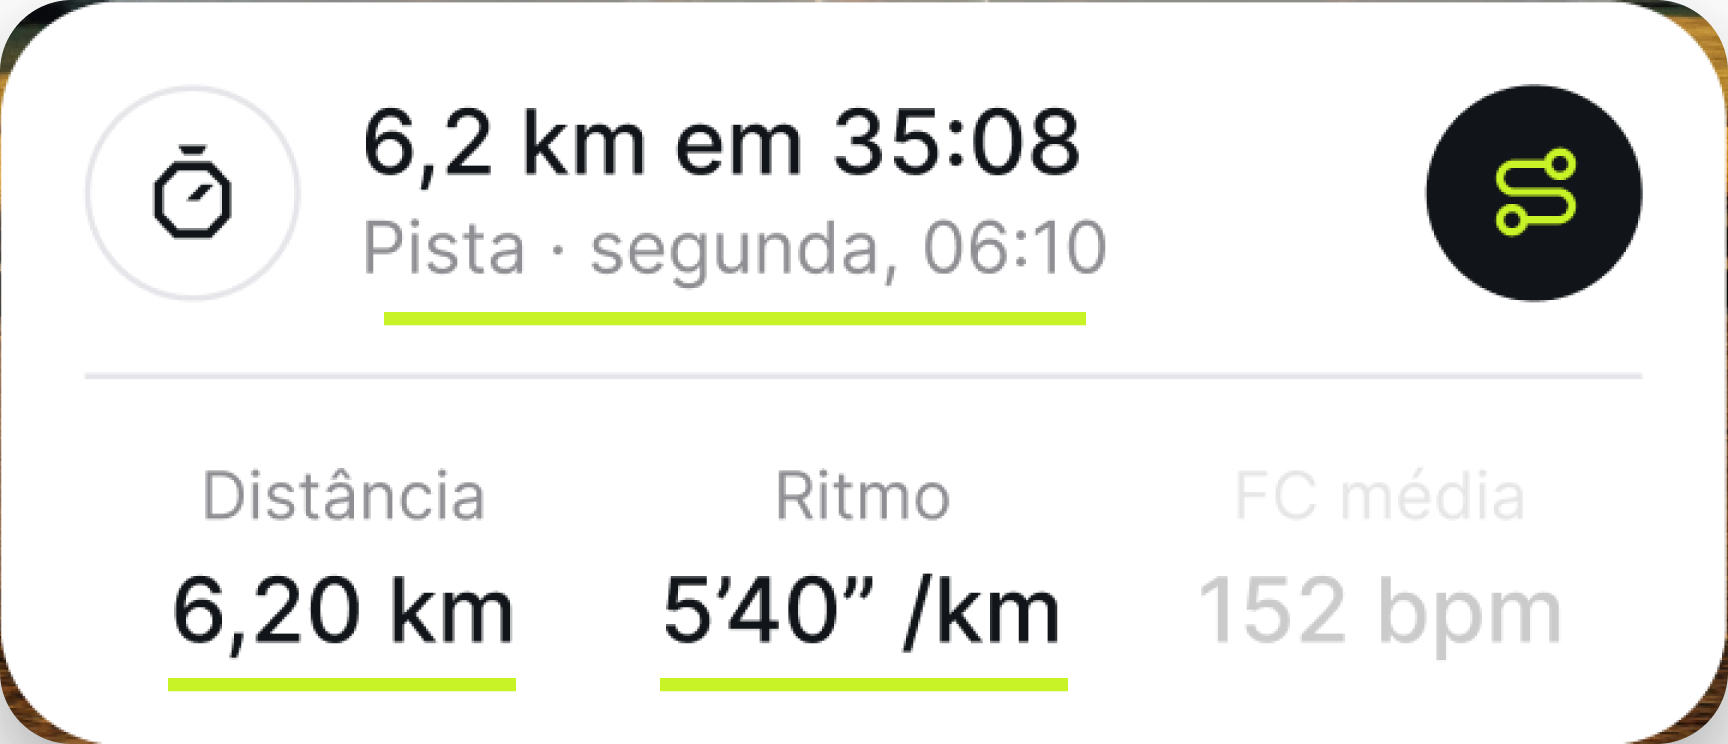 6,2 km em 35:08
Pista · segunda, 06:10
Distância
Ritmo
FC média
6,20 km
5’40” /km
152 bpm